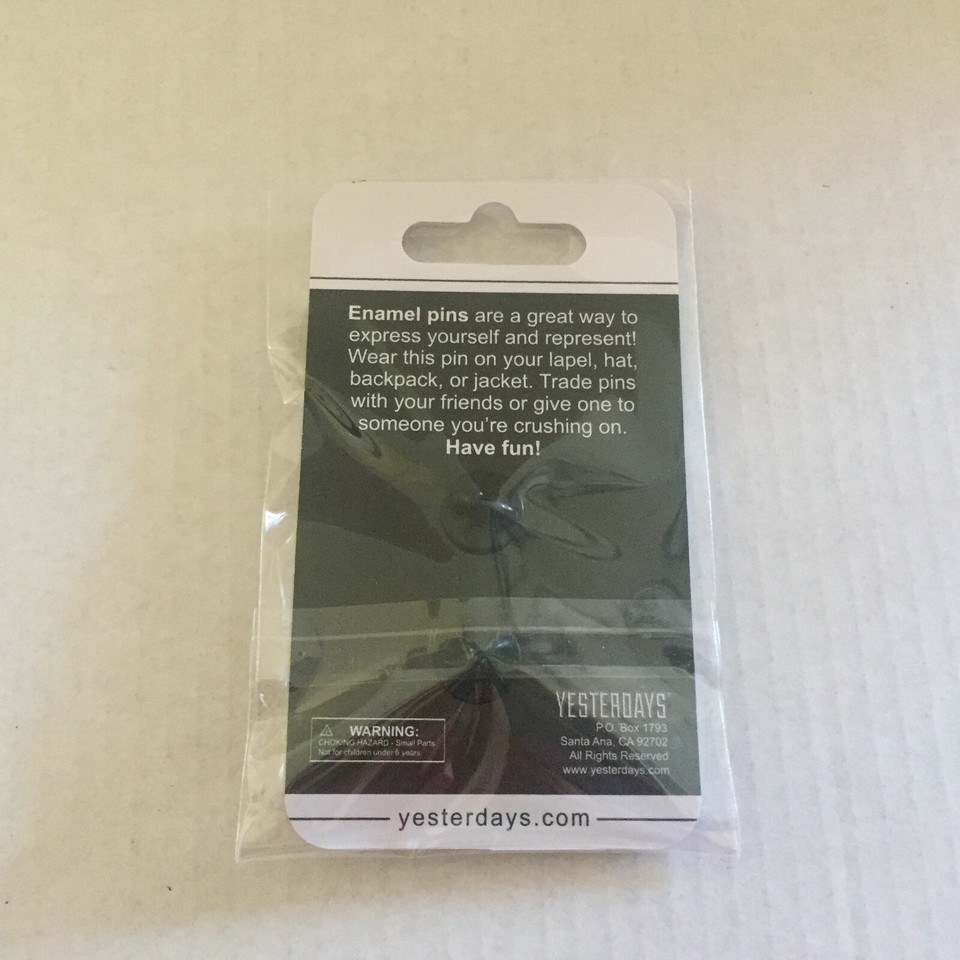 Enamel pins are a great way to
express yourself and represent!
Wear this pin on your lapel, hat,
backpack, or jacket. Trade pins
with your friends or give one to
someone you're crushing on.
Have fun!
WARNING:
CHOKING HAZARD - Small Parts
Not for children under 6 years.
YESTERDAYS
P.O. Box 1793
Santa Ana, CA 92702
All Rights Reserved
www.yesterdays.com
yesterdays.com